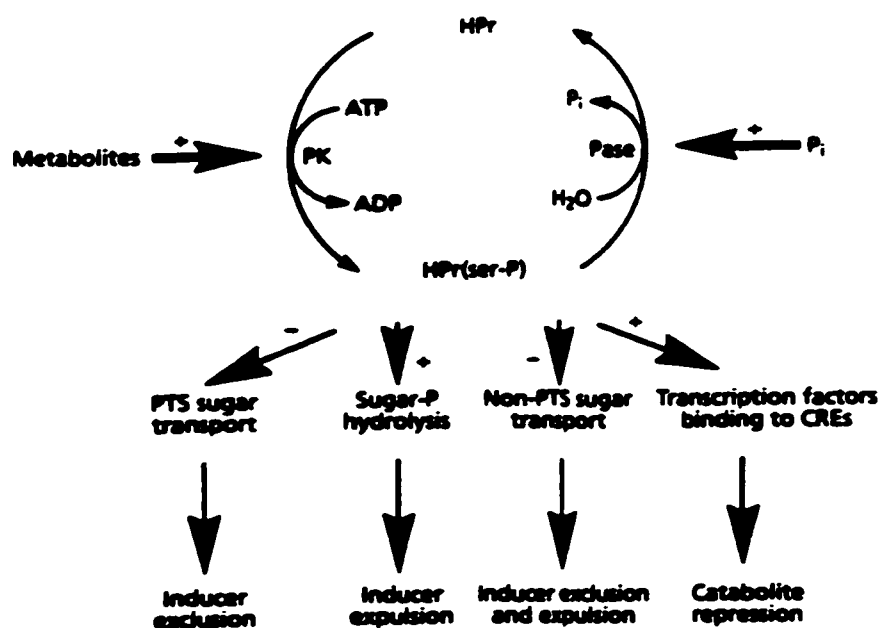 HPr
ATP
Pi
Metabolites
+
PK
Pase
+
Pi
ADP
H2O
HPr(ser-P)
−
+
−
+
PTS sugar
transport
Sugar-P
hydrolysis
Non-PTS sugar
transport
Transcription factors
binding to CREs
Inducer
exclusion
Inducer
expulsion
Inducer exclusion
and expulsion
Catabolite
repression